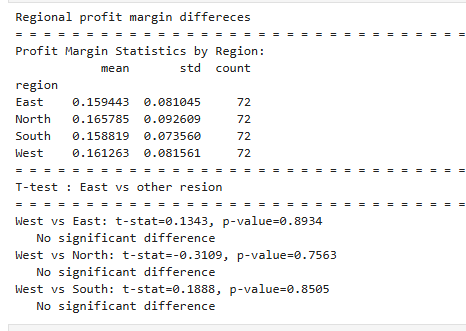 Regional profit margin differeces
= = = = = = = = = = = = = = = = = = = = = = = = = = = = = =
Profit Margin Statistics by Region:
            mean       std  count
region
East    0.159443  0.081045     72
North   0.165785  0.092609     72
South   0.158819  0.073560     72
West    0.161263  0.081561     72
= = = = = = = = = = = = = = = = = = = = = = = = = = = = = =
T-test : East vs other resion
= = = = = = = = = = = = = = = = = = = = = = = = = = = = = =
West vs East: t-stat=0.1343, p-value=0.8934
   No significant difference
West vs North: t-stat=-0.3109, p-value=0.7563
   No significant difference
West vs South: t-stat=0.1888, p-value=0.8505
   No significant difference